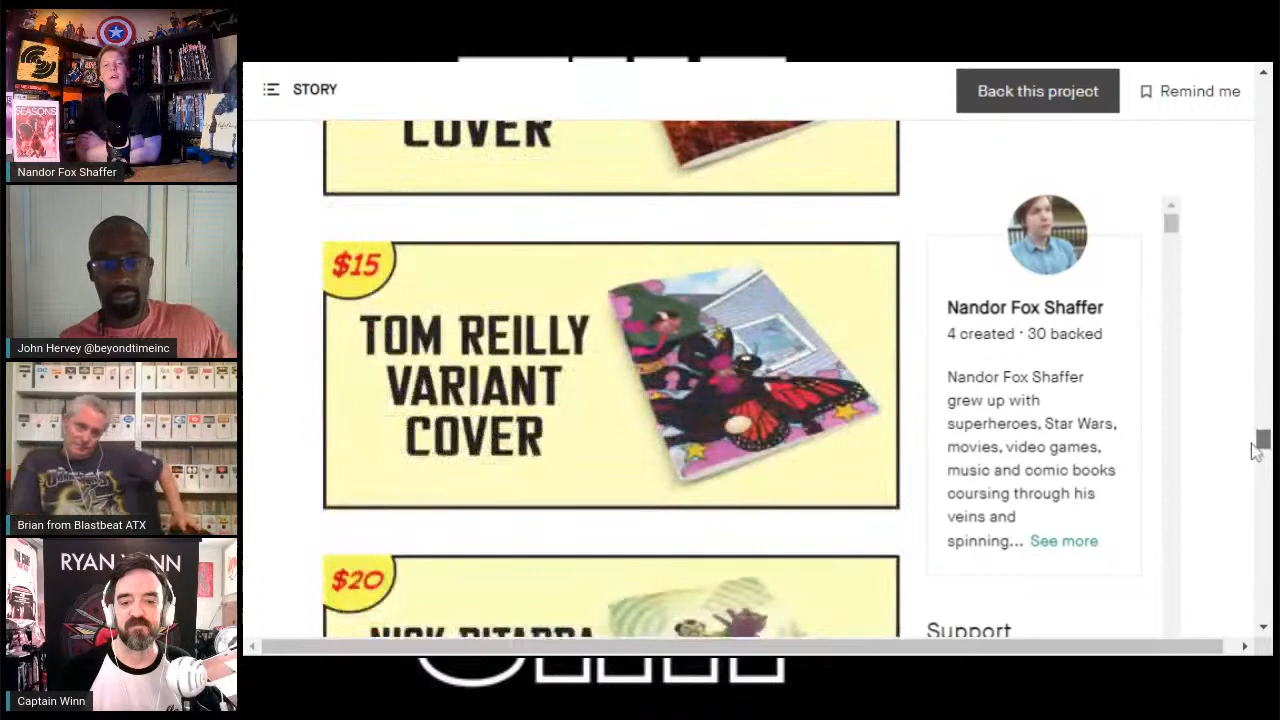 SEASONS
Nandor Fox Shaffer
John Hervey @beyondtimeinc
Brian from Blastbeat ATX
RYAN WINN
Captain Winn
STORY
Back this project
Remind me
COVER
$15
TOM REILLY
VARIANT
COVER
$20
Nandor Fox Shaffer
4 created · 30 backed
Nandor Fox Shaffer
grew up with
superheroes, Star Wars,
movies, video games,
music and comic books
coursing through his
veins and
spinning... See more
Support